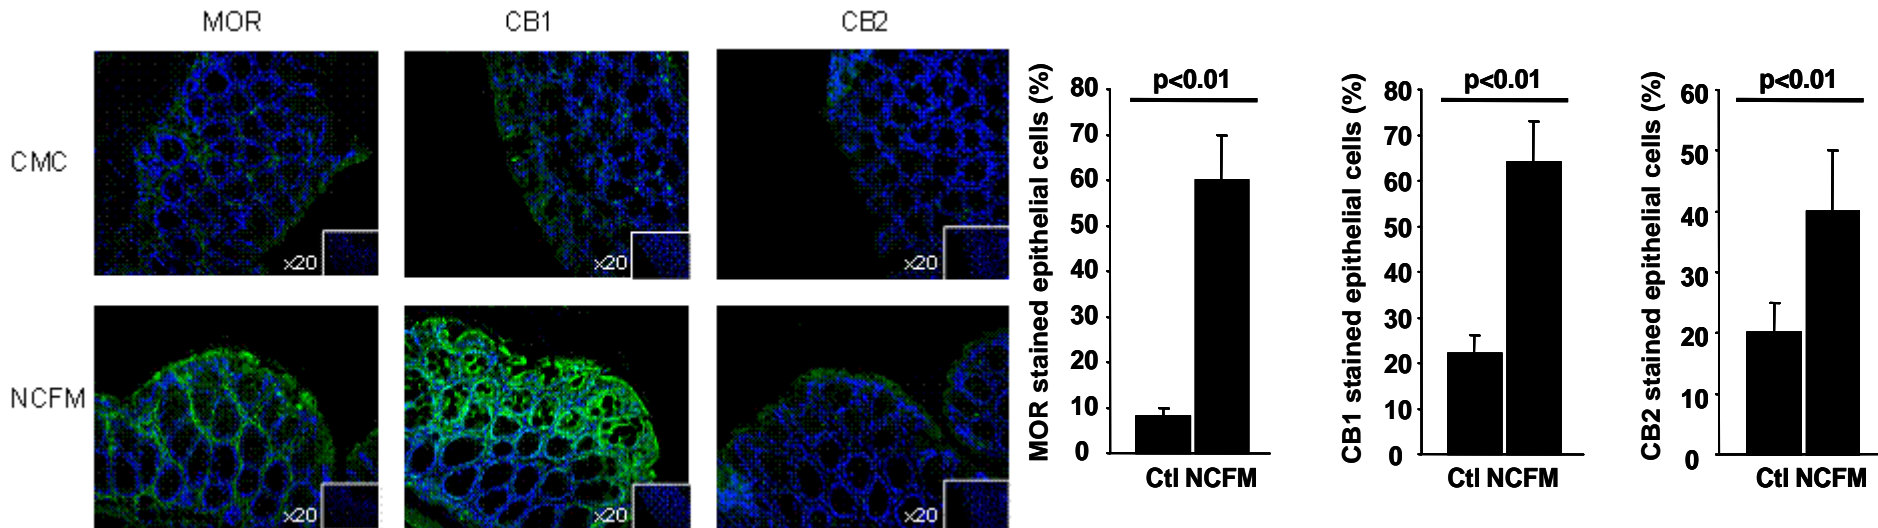 MOR CB1 CB2
CMC
x20 x20 x20
NCFM
x20 x20 x20
MOR stained epithelial cells (%)
80
70
60
50
40
30
20
10
0
p<0.01
Ctl NCFM
CB1 stained epithelial cells (%)
80
70
60
50
40
30
20
10
0
p<0.01
Ctl NCFM
CB2 stained epithelial cells (%)
60
50
40
30
20
10
0
p<0.01
Ctl NCFM